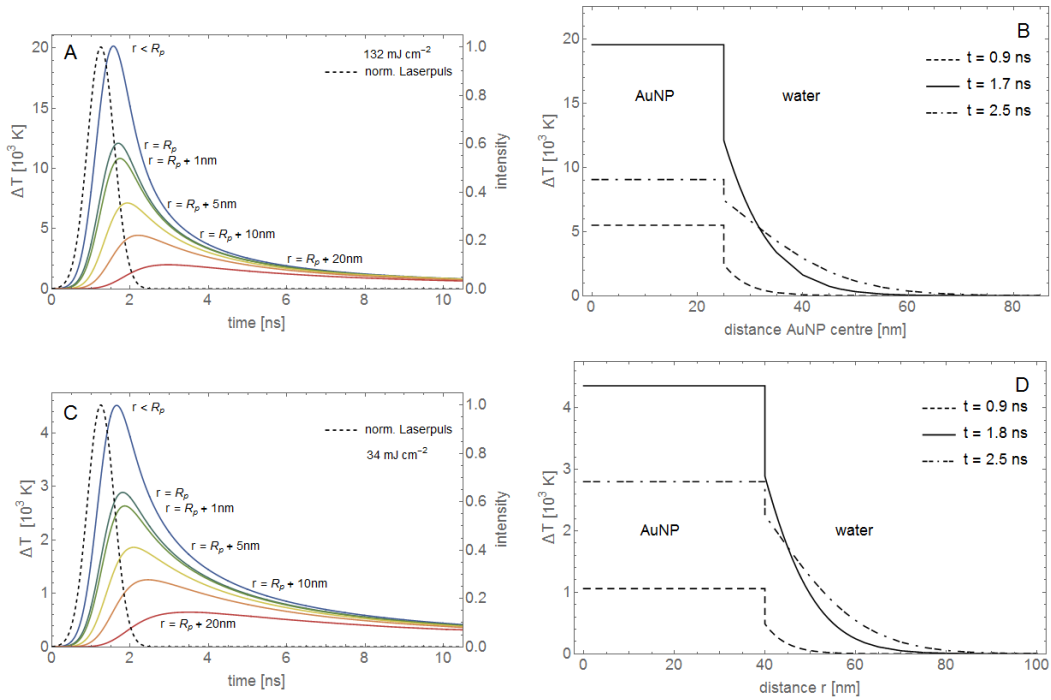 A
r < Rₚ
132 mJ cm⁻²
norm. Laserpuls
r = Rₚ
r = Rₚ + 1nm
r = Rₚ + 5nm
r = Rₚ + 10nm
r = Rₚ + 20nm
ΔT [10³ K]
20
15
10
5
0
1.0
0.8
0.6
0.4
0.2
0.0
intensity
0 2 4 6 8 10
time [ns]
B
t = 0.9 ns
t = 1.7 ns
t = 2.5 ns
AuNP
water
ΔT [10³ K]
20
15
10
5
0
0 20 40 60 80
distance AuNP centre [nm]
C
r < Rₚ
norm. Laserpuls
34 mJ cm⁻²
r = Rₚ
r = Rₚ + 1nm
r = Rₚ + 5nm
r = Rₚ + 10nm
r = Rₚ + 20nm
ΔT [10³ K]
4
3
2
1
0
1.0
0.8
0.6
0.4
0.2
0.0
intensity
0 2 4 6 8 10
time [ns]
D
t = 0.9 ns
t = 1.8 ns
t = 2.5 ns
AuNP
water
ΔT [10³ K]
4
3
2
1
0
0 20 40 60 80 100
distance r [nm]